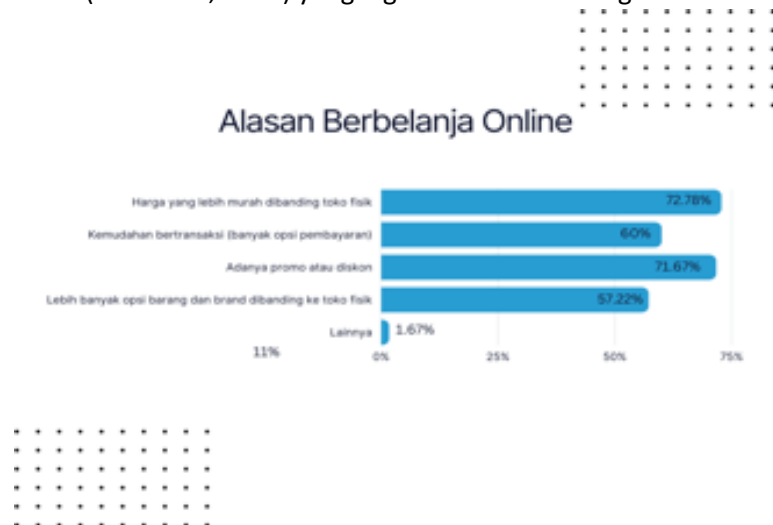 Alasan Berbelanja Online
Harga yang lebih murah dibanding toko fisik 72.78%
Kemudahan bertransaksi (banyak opsi pembayaran) 60%
Adanya promo atau diskon 71.67%
Lebih banyak opsi barang dan brand dibanding ke toko fisik 57.22%
Lainnya 1.67%
11%
0% 25% 50% 75%